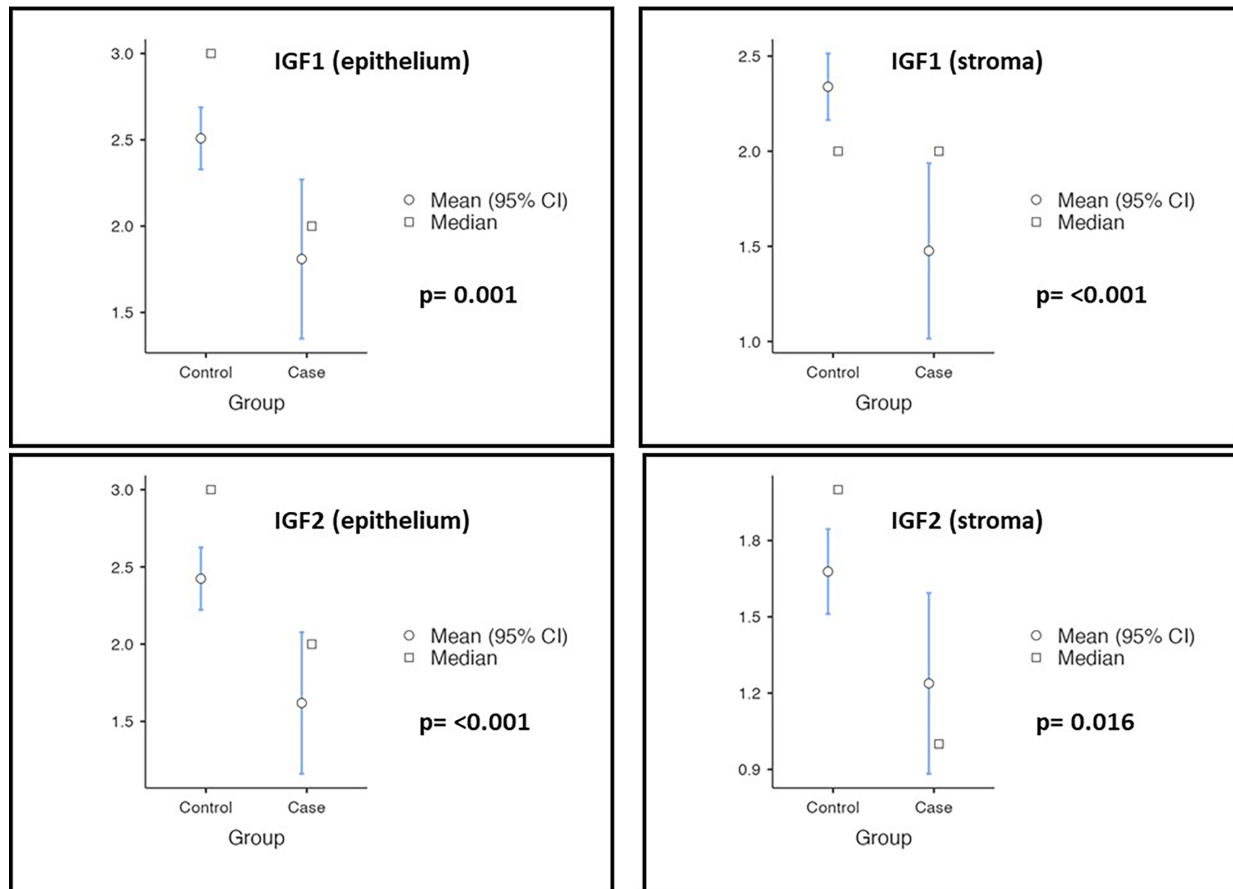 IGF1 (epithelium)
3.0
2.5
2.0
1.5
Mean (95% CI)
Median
p= 0.001
Control Case
Group
IGF1 (stroma)
2.5
2.0
1.5
1.0
Mean (95% CI)
Median
p= <0.001
Control Case
Group
IGF2 (epithelium)
3.0
2.5
2.0
1.5
Mean (95% CI)
Median
p= <0.001
Control Case
Group
IGF2 (stroma)
1.8
1.5
1.2
0.9
Mean (95% CI)
Median
p= 0.016
Control Case
Group